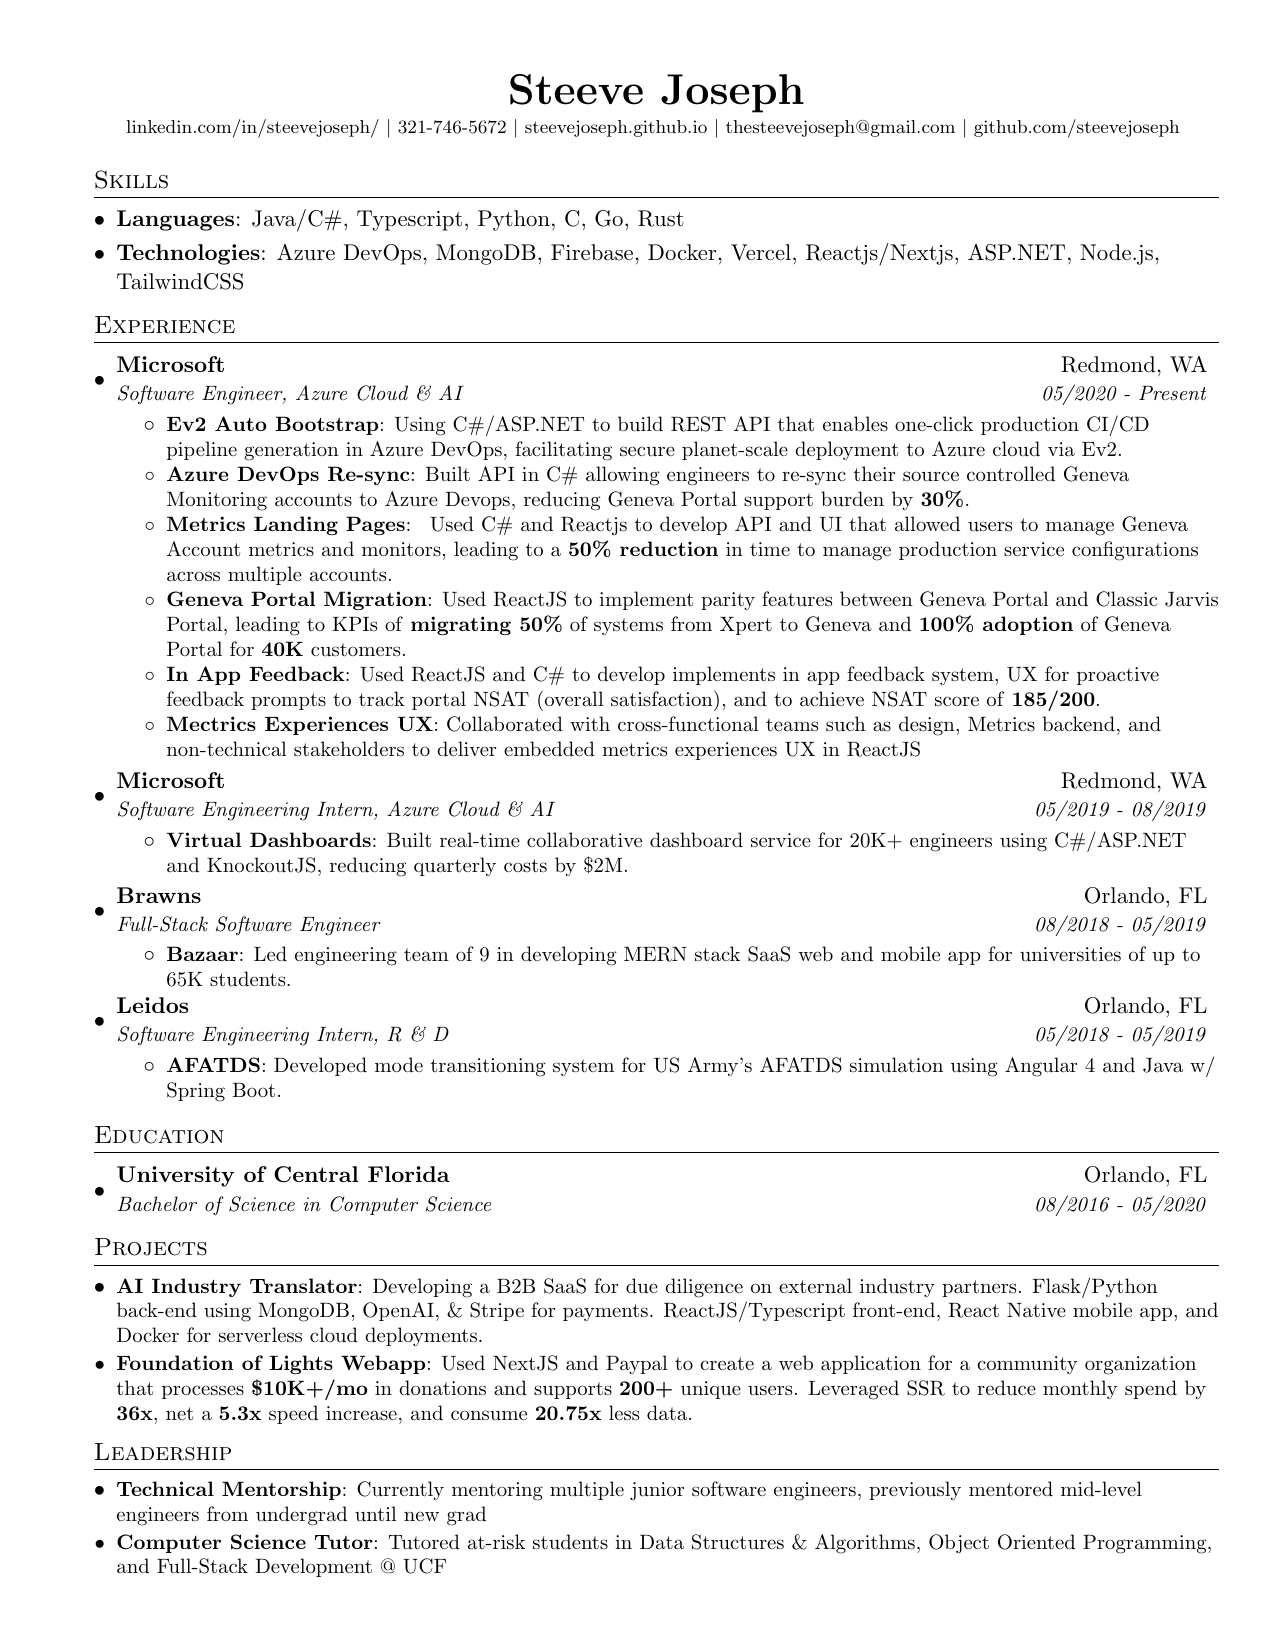 Steeve Joseph
linkedin.com/in/steevejoseph/ | 321-746-5672 | steevejoseph.github.io | thesteevejoseph@gmail.com | github.com/steevejoseph
Skills
• Languages: Java/C#, Typescript, Python, C, Go, Rust
• Technologies: Azure DevOps, MongoDB, Firebase, Docker, Vercel, Reactjs/Nextjs, ASP.NET, Node.js,
TailwindCSS
Experience
• Microsoft Redmond, WA
Software Engineer, Azure Cloud & AI 05/2020 - Present
◦ Ev2 Auto Bootstrap: Using C#/ASP.NET to build REST API that enables one-click production CI/CD
pipeline generation in Azure DevOps, facilitating secure planet-scale deployment to Azure cloud via Ev2.
◦ Azure DevOps Re-sync: Built API in C# allowing engineers to re-sync their source controlled Geneva
Monitoring accounts to Azure Devops, reducing Geneva Portal support burden by 30%.
◦ Metrics Landing Pages: Used C# and Reactjs to develop API and UI that allowed users to manage Geneva
Account metrics and monitors, leading to a 50% reduction in time to manage production service configurations
across multiple accounts.
◦ Geneva Portal Migration: Used ReactJS to implement parity features between Geneva Portal and Classic Jarvis
Portal, leading to KPIs of migrating 50% of systems from Xpert to Geneva and 100% adoption of Geneva
Portal for 40K customers.
◦ In App Feedback: Used ReactJS and C# to develop implements in app feedback system, UX for proactive
feedback prompts to track portal NSAT (overall satisfaction), and to achieve NSAT score of 185/200.
◦ Mectrics Experiences UX: Collaborated with cross-functional teams such as design, Metrics backend, and
non-technical stakeholders to deliver embedded metrics experiences UX in ReactJS
• Microsoft Redmond, WA
Software Engineering Intern, Azure Cloud & AI 05/2019 - 08/2019
◦ Virtual Dashboards: Built real-time collaborative dashboard service for 20K+ engineers using C#/ASP.NET
and KnockoutJS, reducing quarterly costs by $2M.
• Brawns Orlando, FL
Full-Stack Software Engineer 08/2018 - 05/2019
◦ Bazaar: Led engineering team of 9 in developing MERN stack SaaS web and mobile app for universities of up to
65K students.
• Leidos Orlando, FL
Software Engineering Intern, R & D 05/2018 - 05/2019
◦ AFATDS: Developed mode transitioning system for US Army's AFATDS simulation using Angular 4 and Java w/
Spring Boot.
Education
• University of Central Florida Orlando, FL
Bachelor of Science in Computer Science 08/2016 - 05/2020
Projects
• AI Industry Translator: Developing a B2B SaaS for due diligence on external industry partners. Flask/Python
back-end using MongoDB, OpenAI, & Stripe for payments. ReactJS/Typescript front-end, React Native mobile app, and
Docker for serverless cloud deployments.
• Foundation of Lights Webapp: Used NextJS and Paypal to create a web application for a community organization
that processes $10K+/mo in donations and supports 200+ unique users. Leveraged SSR to reduce monthly spend by
36x, net a 5.3x speed increase, and consume 20.75x less data.
Leadership
• Technical Mentorship: Currently mentoring multiple junior software engineers, previously mentored mid-level
engineers from undergrad until new grad
• Computer Science Tutor: Tutored at-risk students in Data Structures & Algorithms, Object Oriented Programming,
and Full-Stack Development @ UCF